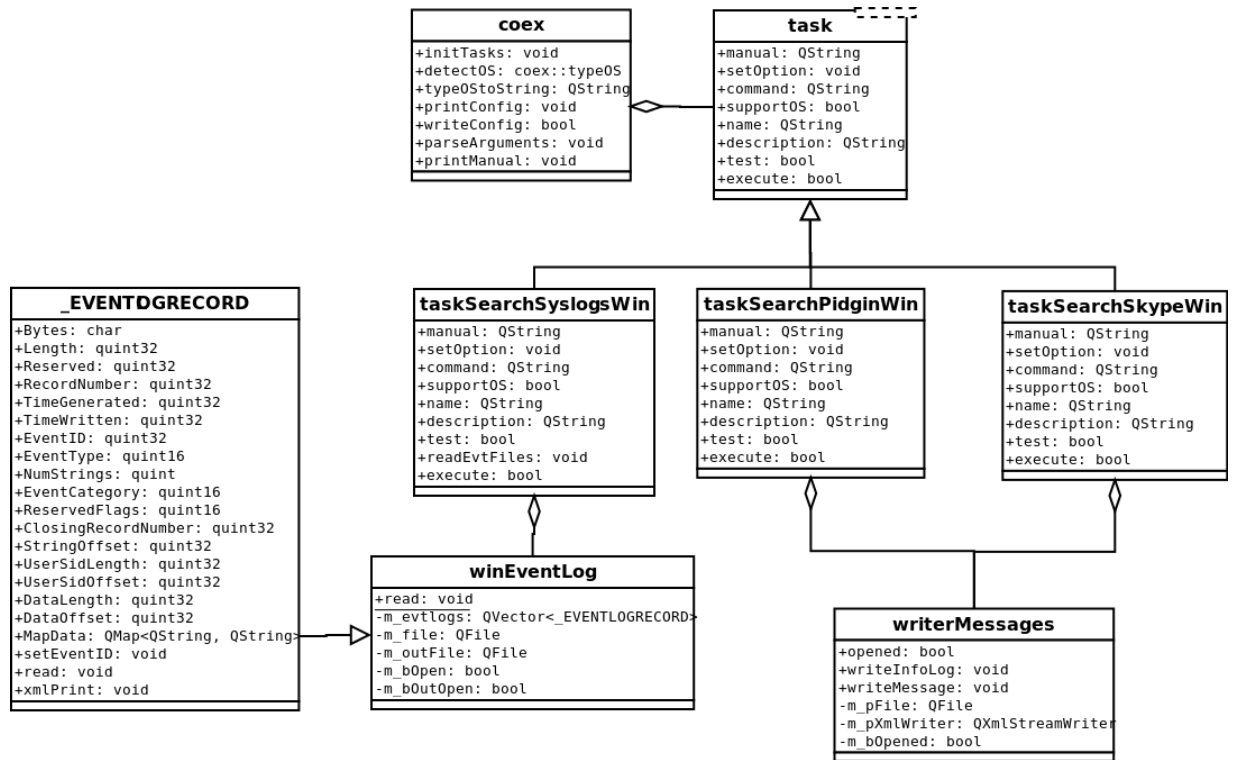 coex
+initTasks: void
+detectOS: coex::typeOS
+typeOStoString: QString
+printConfig: void
+writeConfig: bool
+parseArguments: void
+printManual: void
task
+manual: QString
+setOption: void
+command: QString
+supportOS: bool
+name: QString
+description: QString
+test: bool
+execute: bool
_EVENTLOGRECORD
+Bytes: char
+Length: quint32
+Reserved: quint32
+RecordNumber: quint32
+TimeGenerated: quint32
+TimeWritten: quint32
+EventID: quint32
+EventType: quint16
+NumStrings: quint
+EventCategory: quint16
+ReservedFlags: quint16
+ClosingRecordNumber: quint32
+StringOffset: quint32
+UserSidLength: quint32
+UserSidOffset: quint32
+DataLength: quint32
+DataOffset: quint32
+MapData: QMap<QString, QString>
+setEventID: void
+read: void
+xmlPrint: void
taskSearchSyslogsWin
+manual: QString
+setOption: void
+command: QString
+supportOS: bool
+name: QString
+description: QString
+test: bool
+readEvtFiles: void
+execute: bool
taskSearchPidginWin
+manual: QString
+setOption: void
+command: QString
+supportOS: bool
+name: QString
+description: QString
+test: bool
+execute: bool
taskSearchSkypeWin
+manual: QString
+setOption: void
+command: QString
+supportOS: bool
+name: QString
+description: QString
+test: bool
+execute: bool
winEventLog
+read: void
-m_evtlogs: QVector<_EVENTLOGRECORD>
-m_file: QFile
-m_outFile: QFile
-m_bOpen: bool
-m_bOutOpen: bool
writerMessages
+opened: bool
+writeInfoLog: void
+writeMessage: void
-m_pFile: QFile
-m_pXmlWriter: QXmlStreamWriter
-m_bOpened: bool